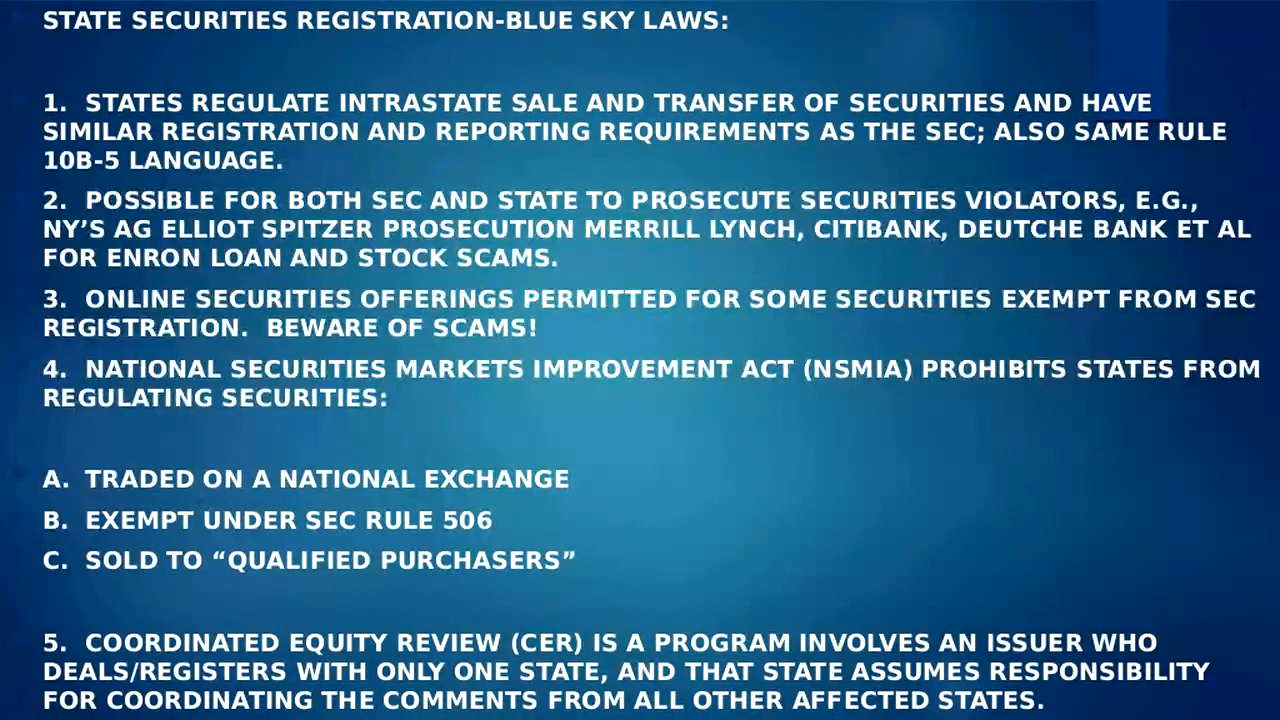 STATE SECURITIES REGISTRATION-BLUE SKY LAWS:
1. STATES REGULATE INTRASTATE SALE AND TRANSFER OF SECURITIES AND HAVE
SIMILAR REGISTRATION AND REPORTING REQUIREMENTS AS THE SEC; ALSO SAME RULE
10B-5 LANGUAGE.
2. POSSIBLE FOR BOTH SEC AND STATE TO PROSECUTE SECURITIES VIOLATORS, E.G.,
NY’S AG ELLIOT SPITZER PROSECUTION MERRILL LYNCH, CITIBANK, DEUTCHE BANK ET AL
FOR ENRON LOAN AND STOCK SCAMS.
3. ONLINE SECURITIES OFFERINGS PERMITTED FOR SOME SECURITIES EXEMPT FROM SEC
REGISTRATION. BEWARE OF SCAMS!
4. NATIONAL SECURITIES MARKETS IMPROVEMENT ACT (NSMIA) PROHIBITS STATES FROM
REGULATING SECURITIES:
A. TRADED ON A NATIONAL EXCHANGE
B. EXEMPT UNDER SEC RULE 506
C. SOLD TO “QUALIFIED PURCHASERS”
5. COORDINATED EQUITY REVIEW (CER) IS A PROGRAM INVOLVES AN ISSUER WHO
DEALS/REGISTERS WITH ONLY ONE STATE, AND THAT STATE ASSUMES RESPONSIBILITY
FOR COORDINATING THE COMMENTS FROM ALL OTHER AFFECTED STATES.